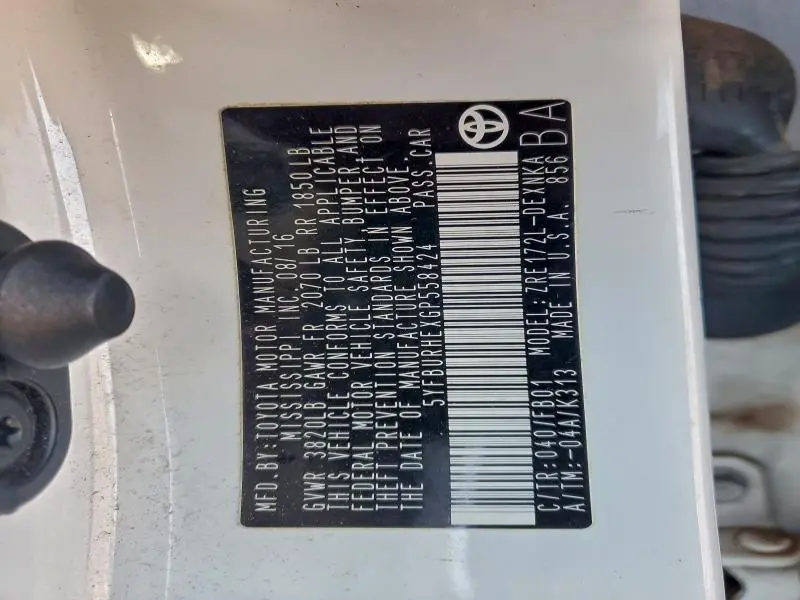 MFD. BY: TOYOTA MOTOR MANUFACTURING
MISSISSIPPI INC. 08/16
GVWR 3820LB GAWR FR 2070 LB RR 1850LB
THIS VEHICLE CONFORMS TO ALL APPLICABLE
FEDERAL MOTOR VEHICLE SAFETY BUMPER, AND
THEFT PREVENTION STANDARDS IN EFFECT ON
THE DATE OF MANUFACTURE SHOWN ABOVE.
5YFBURHEXGP558424 PASS. CAR
C/TR: 040/FB01 MODEL: ZRE172L-DEXNKA
A/TM: -04A/K313 MADE IN U.S.A. 856
BA